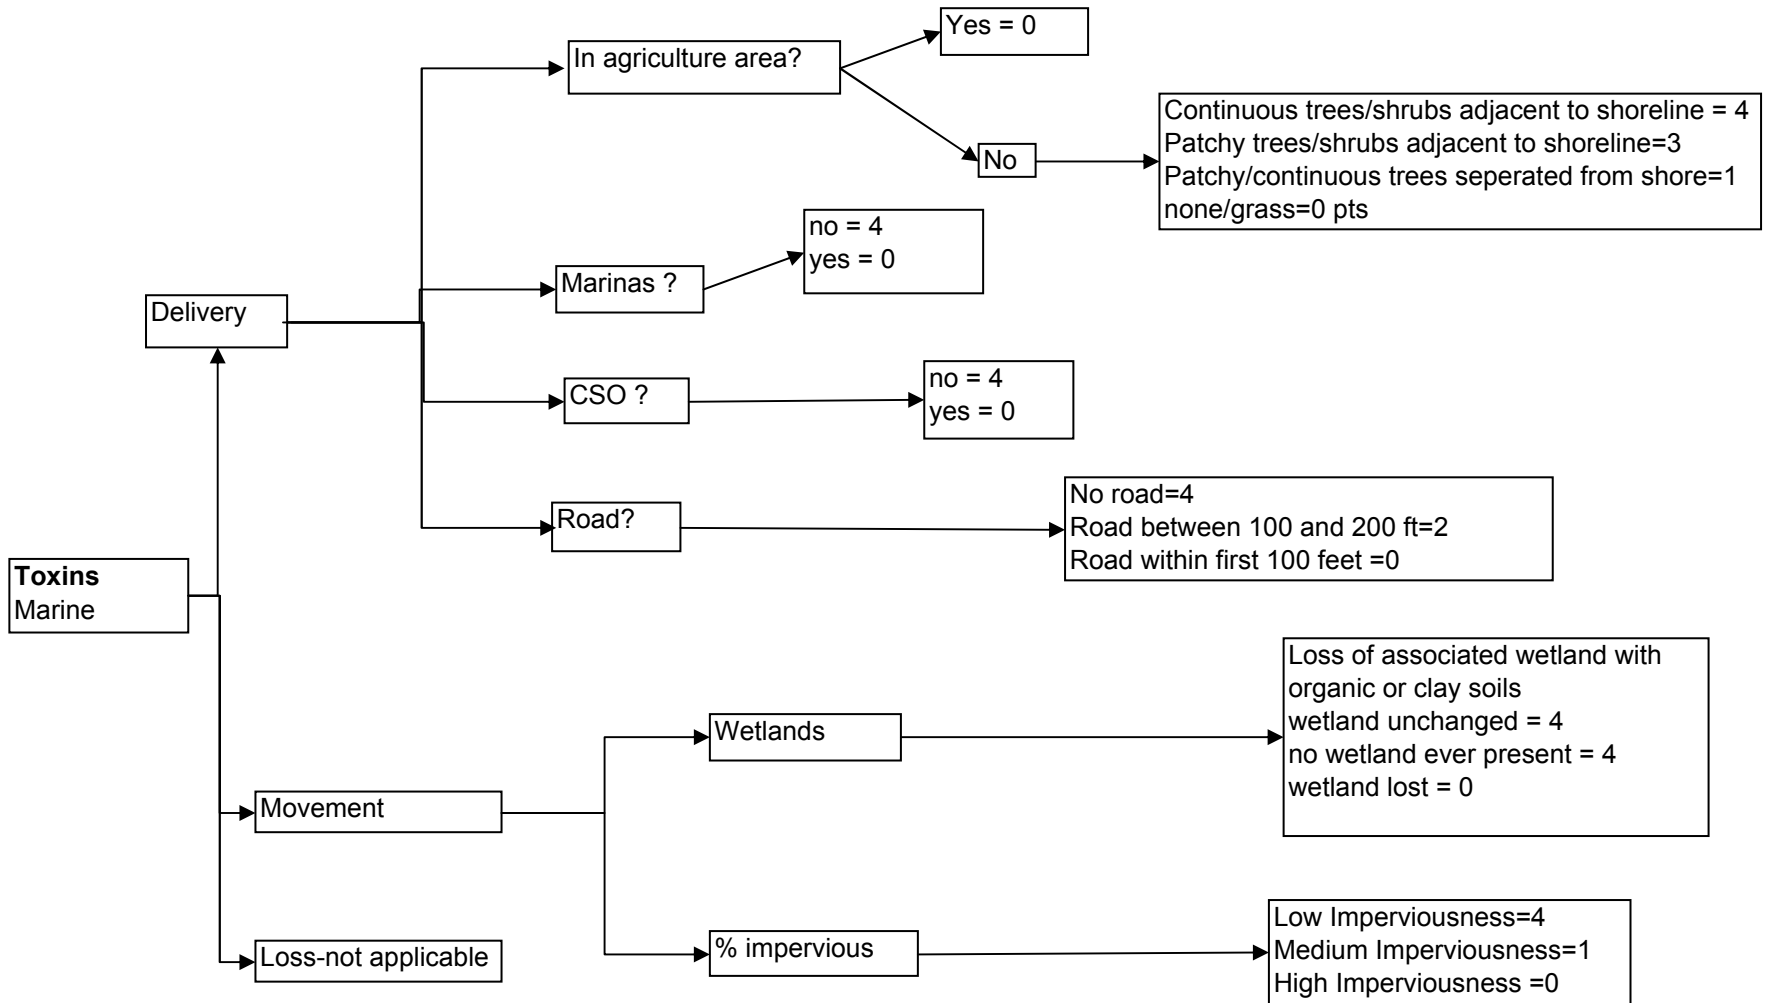 Yes = 0
In agriculture area?
Continuous trees/shrubs adjacent to shoreline = 4
Patchy trees/shrubs adjacent to shoreline=3
Patchy/continuous trees seperated from shore=1
none/grass=0 pts
No
no = 4
yes = 0
Marinas ?
Delivery
no = 4
yes = 0
CSO ?
No road=4
Road between 100 and 200 ft=2
Road within first 100 feet =0
Road?
Toxins
Marine
Loss of associated wetland with
organic or clay soils
wetland unchanged = 4
no wetland ever present = 4
wetland lost = 0
Wetlands
Movement
Low Imperviousness=4
Medium Imperviousness=1
High Imperviousness =0
% impervious
Loss-not applicable